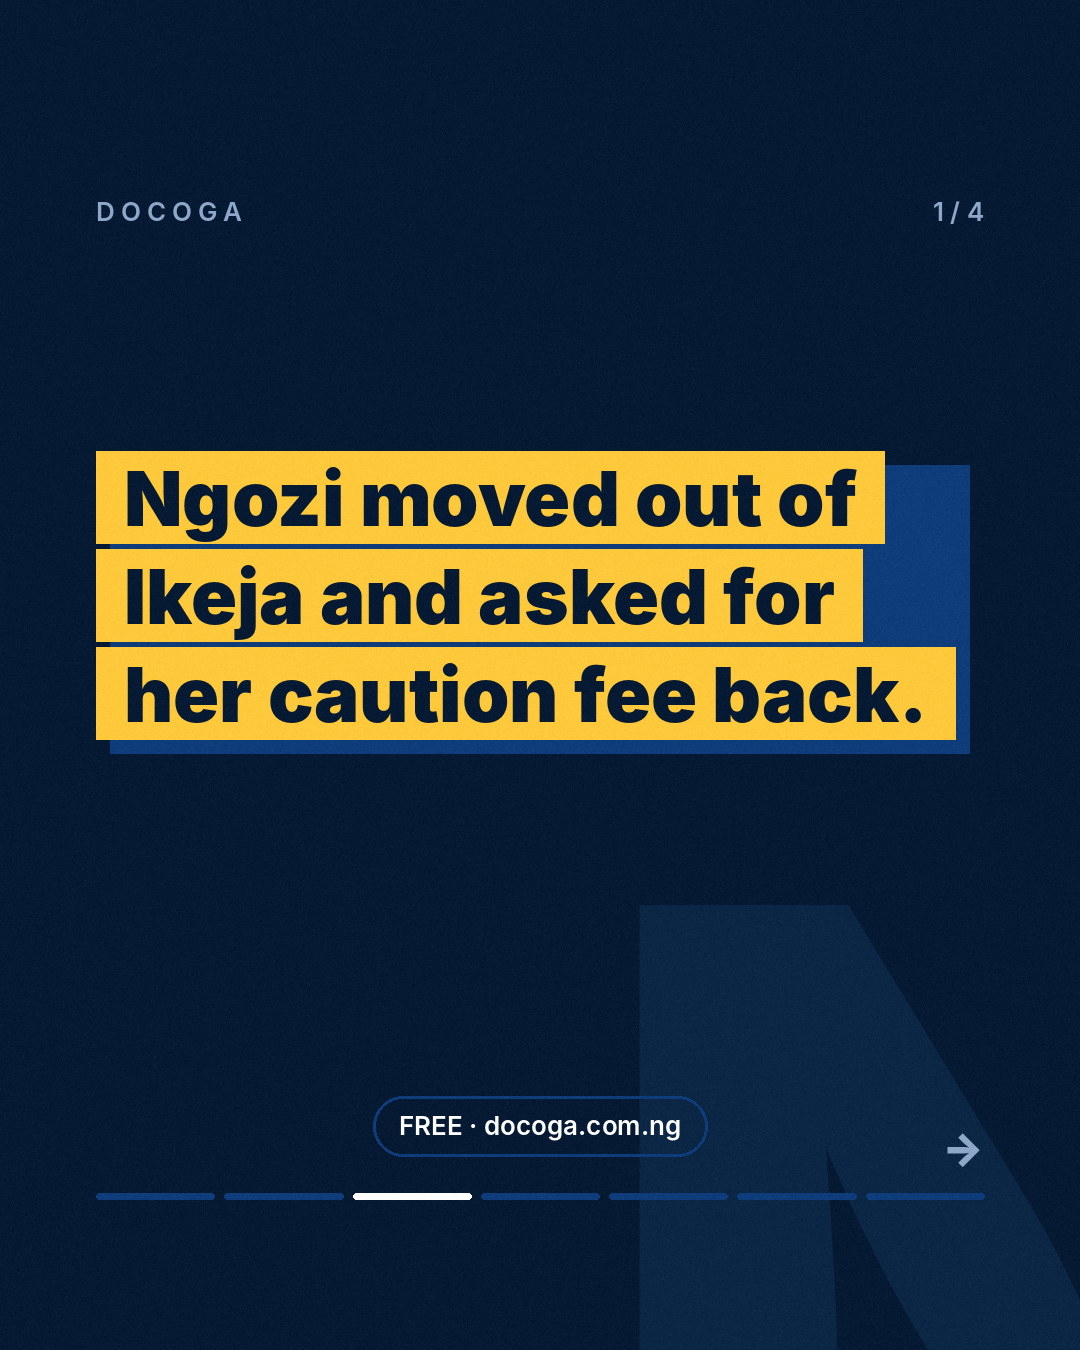 DOCOGA
1/4
Ngozi moved out of
Ikeja and asked for
her caution fee back.
FREE · docoga.com.ng
→